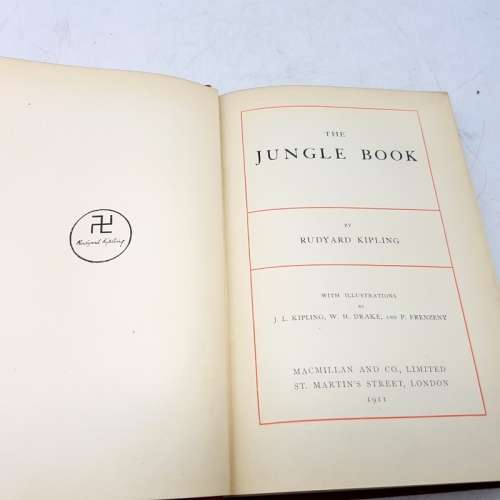 Rudyard Kipling
THE
JUNGLE BOOK
BY
RUDYARD KIPLING
WITH ILLUSTRATIONS
BY
J. L. KIPLING, W. H. DRAKE, AND P. FRENZENY
MACMILLAN AND CO., LIMITED
ST. MARTIN'S STREET, LONDON
1911